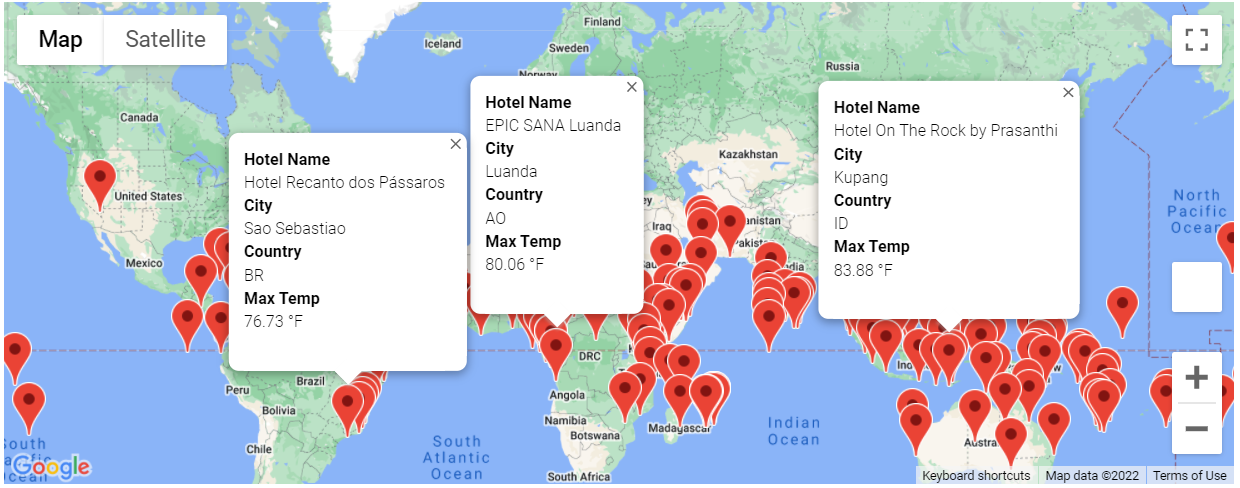 Map
Satellite
Iceland
Finland
Sweden
Norway
Russia
Canada
United States
Mexico
Kazakhstan
Iraq
North
Pacific
Ocean
Hotel Name
Hotel Recanto dos Pássaros
City
Sao Sebastiao
Country
BR
Max Temp
76.73 °F
Hotel Name
EPIC SANA Luanda
City
Luanda
Country
AO
Max Temp
80.06 °F
Hotel Name
Hotel On The Rock by Prasanthi
City
Kupang
Country
ID
Max Temp
83.88 °F
DRC
Brazil
Peru
Bolivia
Chile
Angola
Namibia
Botswana
Madagascar
South Africa
South
Atlantic
Ocean
Indian
Ocean
Google
Keyboard shortcuts
Map data ©2022
Terms of Use